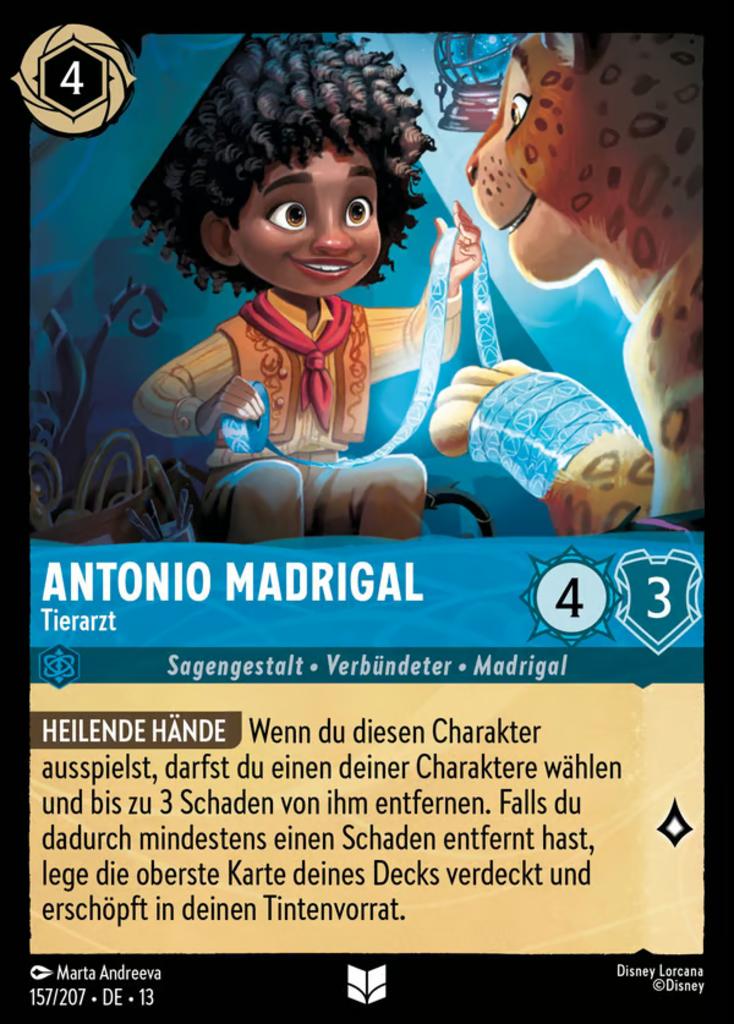 4
ANTONIO MADRIGAL
Tierarzt
4
3
Sagengestalt • Verbündeter • Madrigal
HEILENDE HÄNDE Wenn du diesen Charakter
ausspielst, darfst du einen deiner Charaktere wählen
und bis zu 3 Schaden von ihm entfernen. Falls du
dadurch mindestens einen Schaden entfernt hast,
lege die oberste Karte deines Decks verdeckt und
erschöpft in deinen Tintenvorrat.
Marta Andreeva
157/207 • DE • 13
Disney Lorcana
©Disney